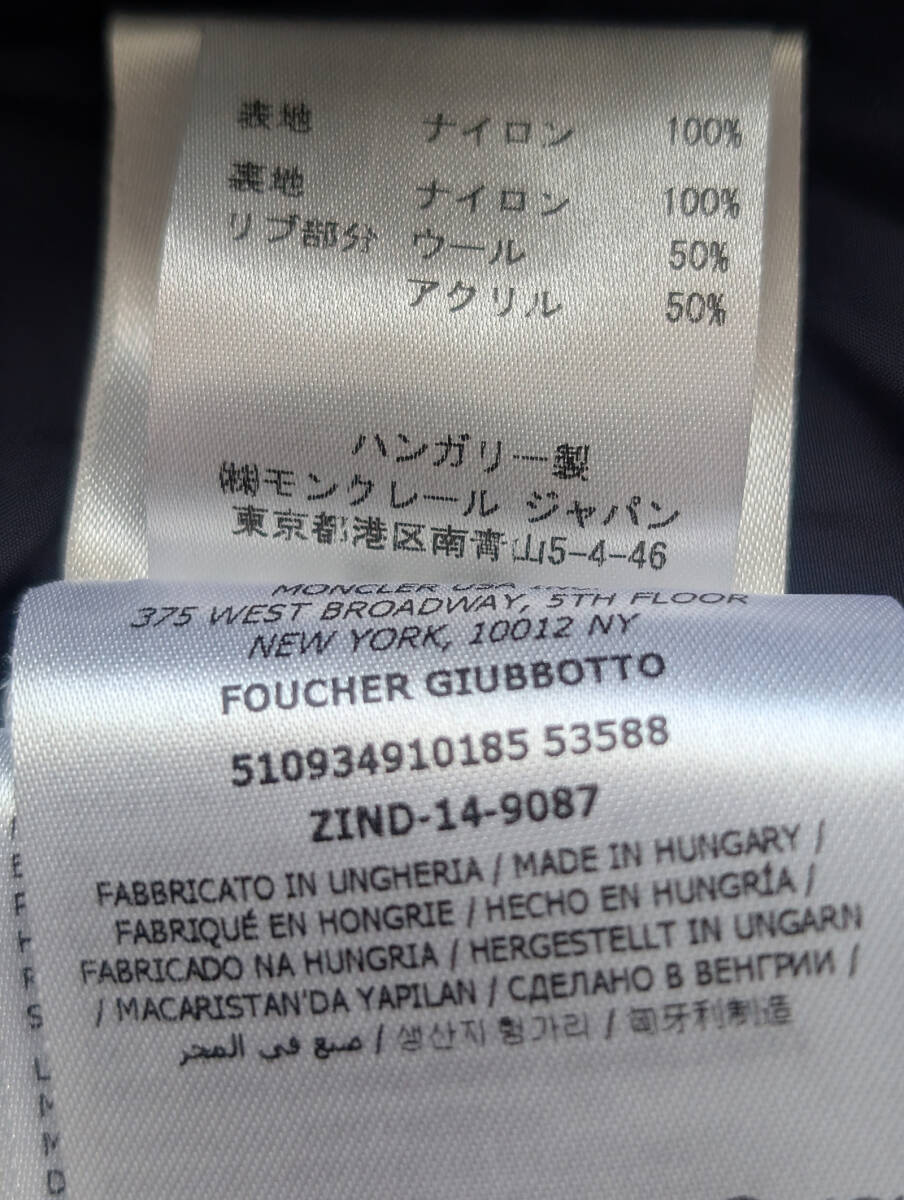 表地 ナイロン 100%
裏地 ナイロン 100%
リブ部分 ウール 50%
アクリル 50%
ハンガリー製
㈱モンクレール ジャパン
東京都港区南青山5-4-46
MONCLER USA
375 WEST BROADWAY, 5TH FLOOR
NEW YORK, 10012 NY
FOUCHER GIUBBOTTO
510934910185 53588
ZIND-14-9087
FABBRICATO IN UNGHERIA / MADE IN HUNGARY /
FABRIQUÉ EN HONGRIE / HECHO EN HUNGRÍA /
FABRICADO NA HUNGRIA / HERGESTELLT IN UNGARN
/ MACARISTAN'DA YAPILAN / СДЕЛАНО В ВЕНГРИИ /
صنع في المجر / 생산지 헝가리 / 匈牙利制造